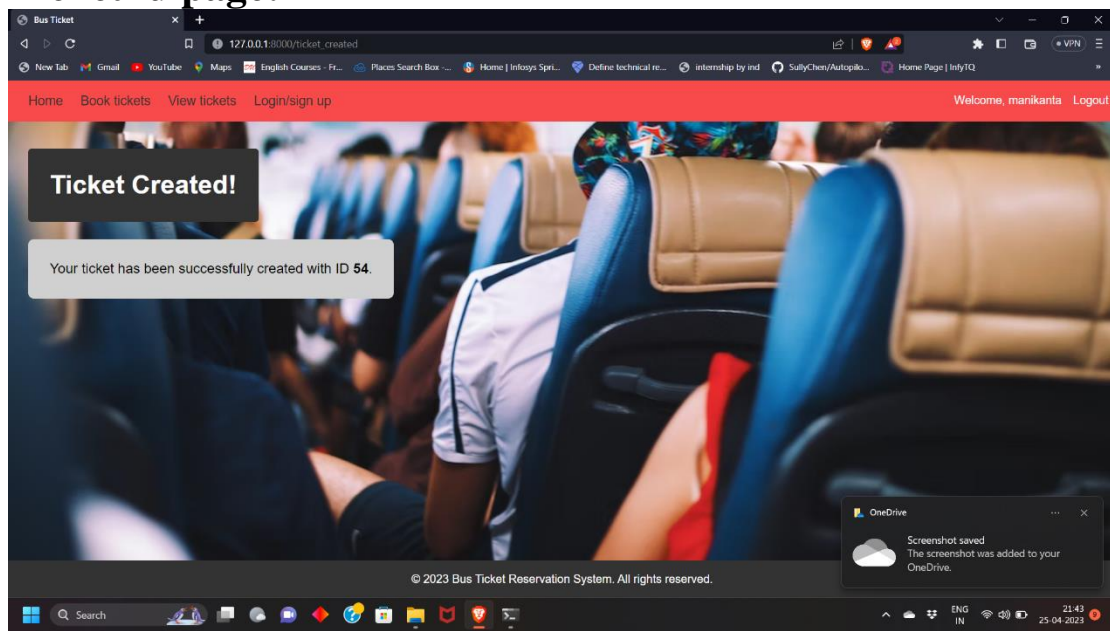 Bus Ticket
127.0.0.1:8000/ticket_created
VPN
New Tab Gmail YouTube Maps English Courses - Fr... Places Search Box -... Home | Infosys Spri... Define technical re... internship by ind SullyChen/Autopilo... Home Page | InfyTQ »
Home Book tickets View tickets Login/sign up Welcome, manikanta Logout
Ticket Created!
Your ticket has been successfully created with ID 54.
OneDrive
Screenshot saved
The screenshot was added to your
OneDrive.
© 2023 Bus Ticket Reservation System. All rights reserved.
Search
ENG
IN
21:43
25-04-2023